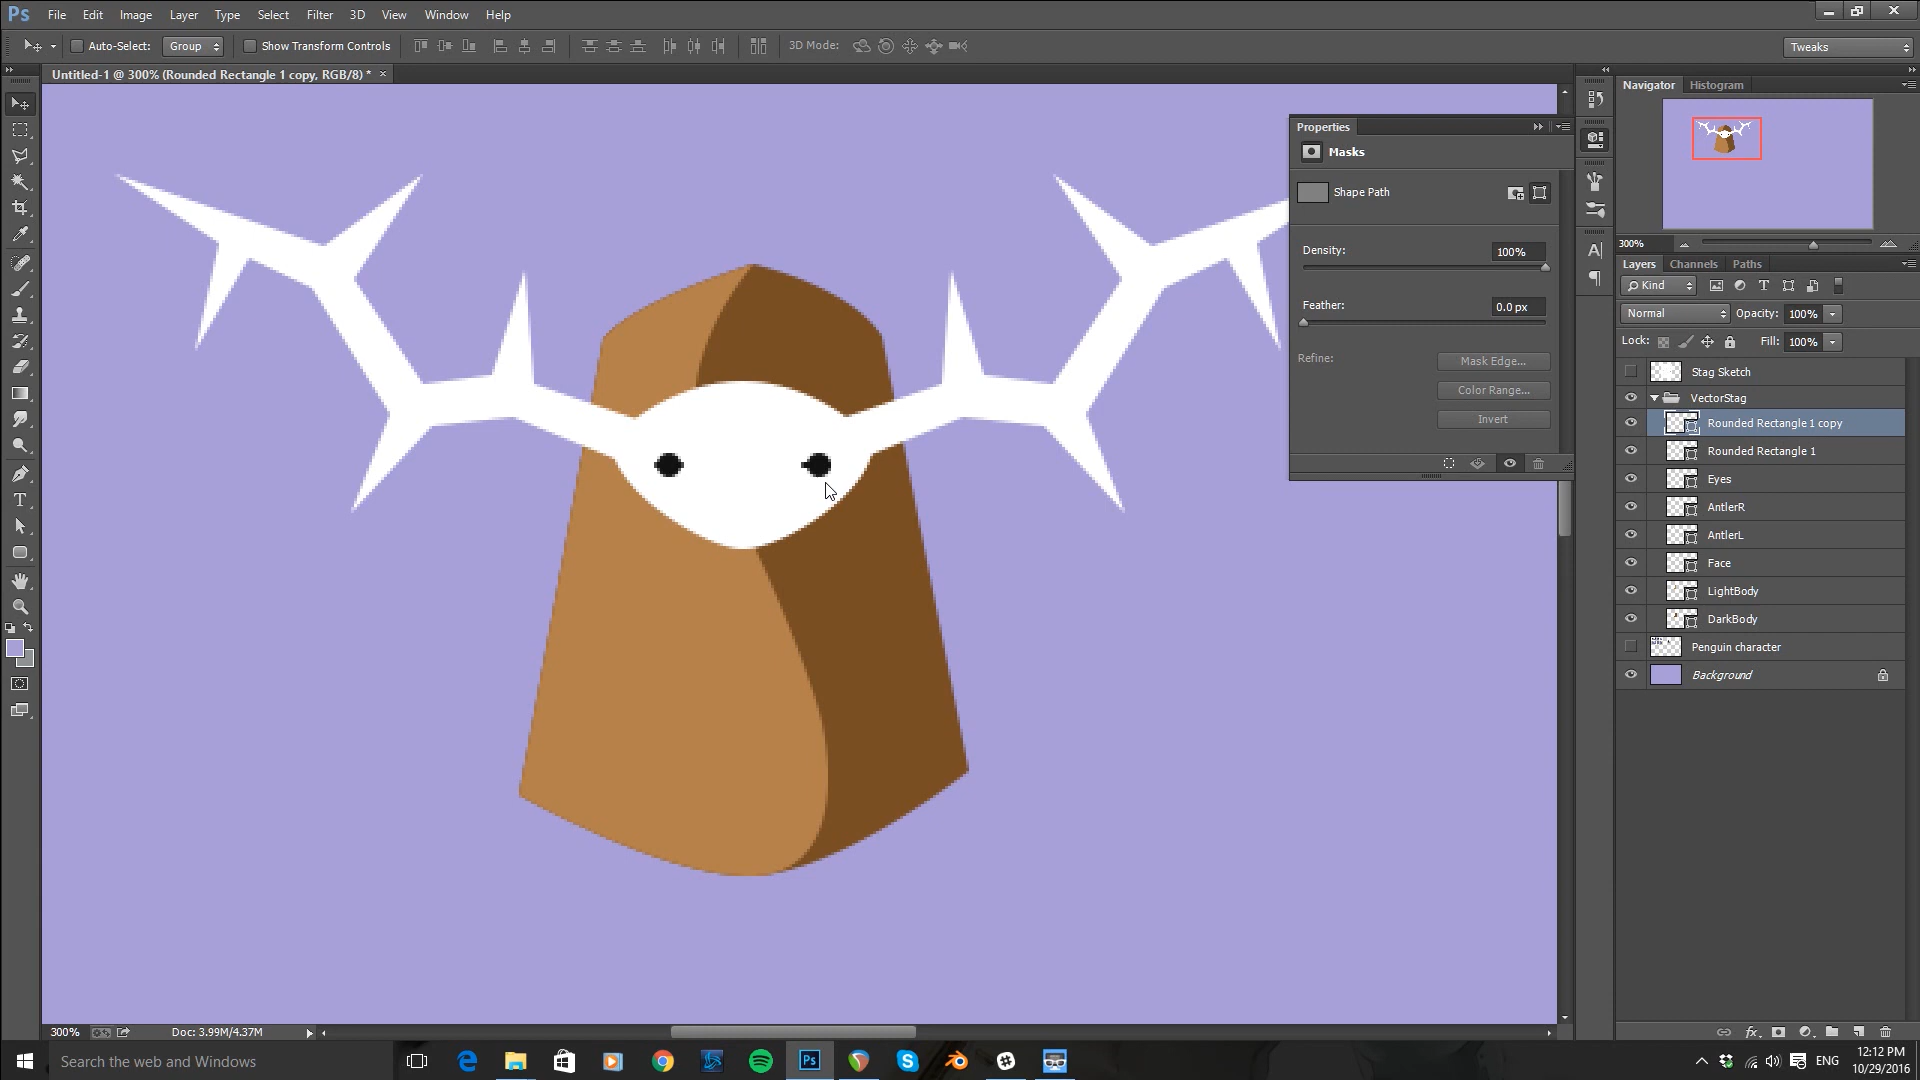 Ps File Edit Image Layer Type Select Filter 3D View Window Help
Auto-Select: Group Show Transform Controls 3D Mode: Tweaks
Untitled-1 @ 300% (Rounded Rectangle 1 copy, RGB/8) * ×
Navigator Histogram
Properties
Masks
Shape Path
Density: 100%
Feather: 0.0 px
Refine: Mask Edge...
Color Range...
Invert
300%
Layers Channels Paths
Kind
Normal Opacity: 100%
Lock: Fill: 100%
Stag Sketch
VectorStag
Rounded Rectangle 1 copy
Rounded Rectangle 1
Eyes
AntlerR
AntlerL
Face
LightBody
DarkBody
Penguin character
Background
300% Doc: 3.99M/4.37M
Search the web and Windows
Ps
ENG
12:12 PM
10/29/2016